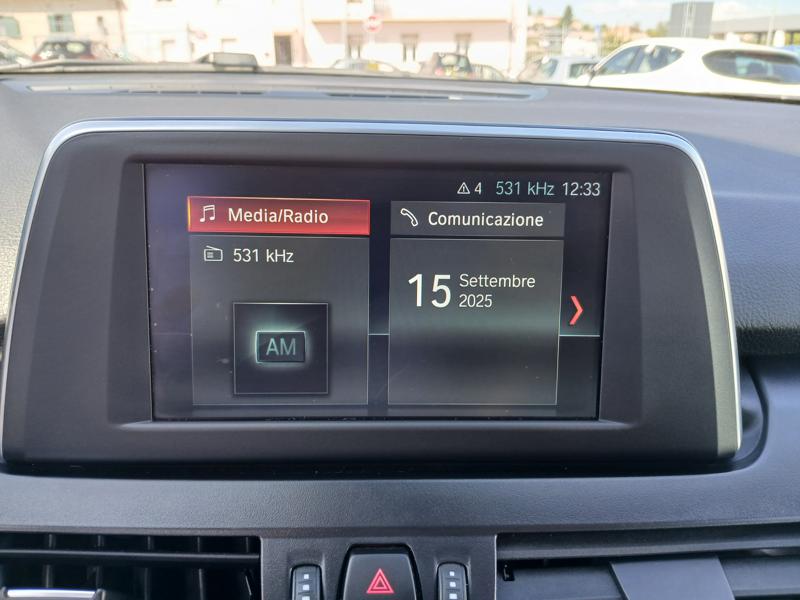 4 531 kHz 12:33
Media/Radio
Comunicazione
531 kHz
15 Settembre
2025
AM